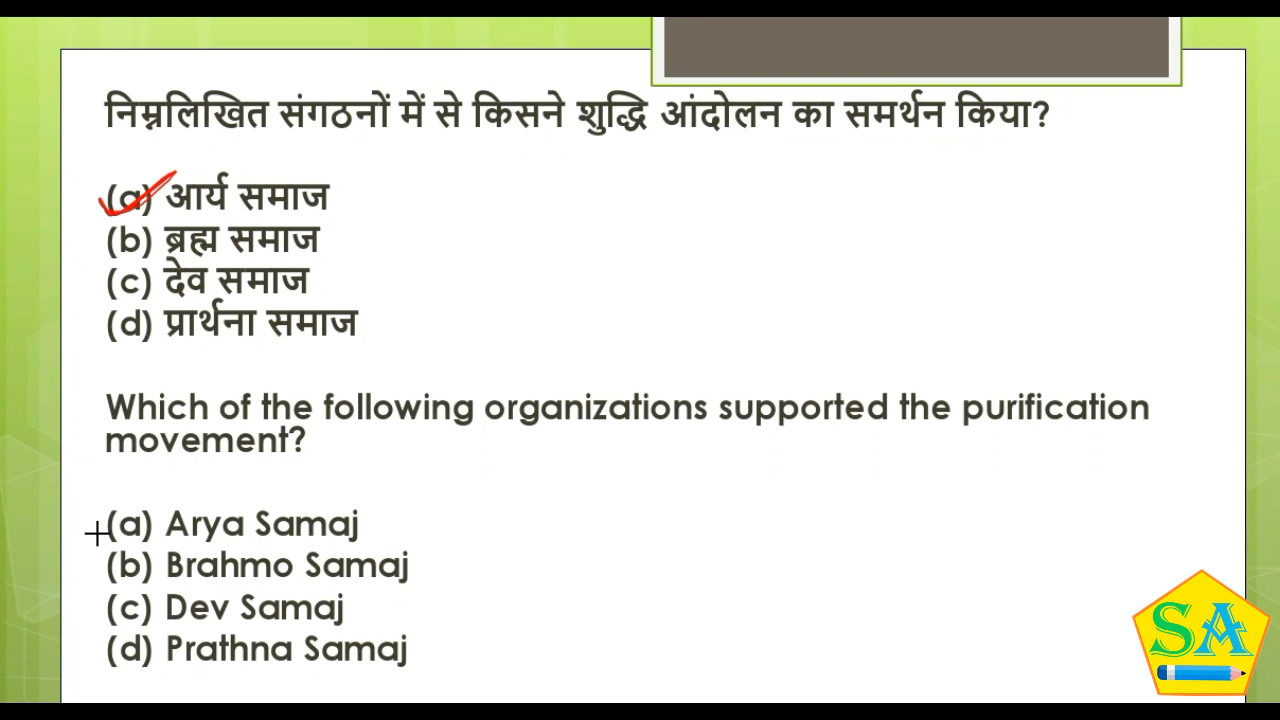 निम्नलिखित संगठनों में से किसने शुद्धि आंदोलन का समर्थन किया?
(a) आर्य समाज
(b) ब्रह्म समाज
(c) देव समाज
(d) प्रार्थना समाज
Which of the following organizations supported the purification
movement?
(a) Arya Samaj
(b) Brahmo Samaj
(c) Dev Samaj
(d) Prathna Samaj
SA